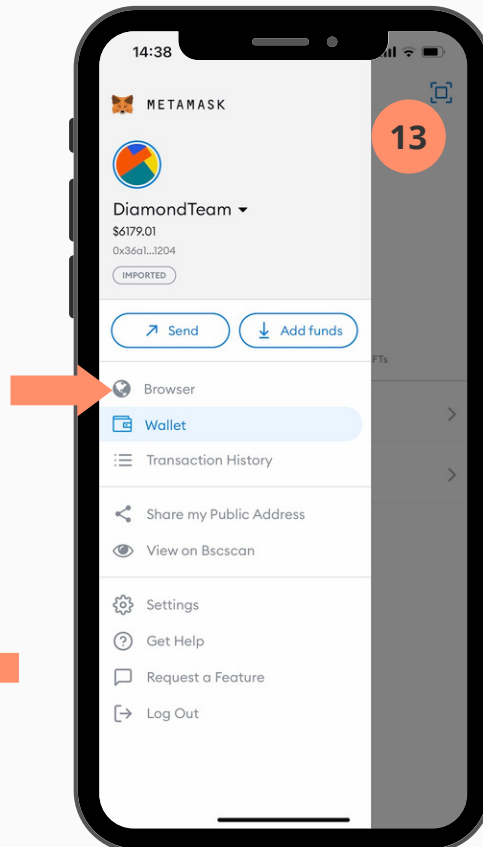 14:38
METAMASK
13
DiamondTeam
$6179.01
0x36a1...1204
IMPORTED
Send
Add funds
FTs
Browser
Wallet
Transaction History
Share my Public Address
View on Bscscan
Settings
Get Help
Request a Feature
Log Out